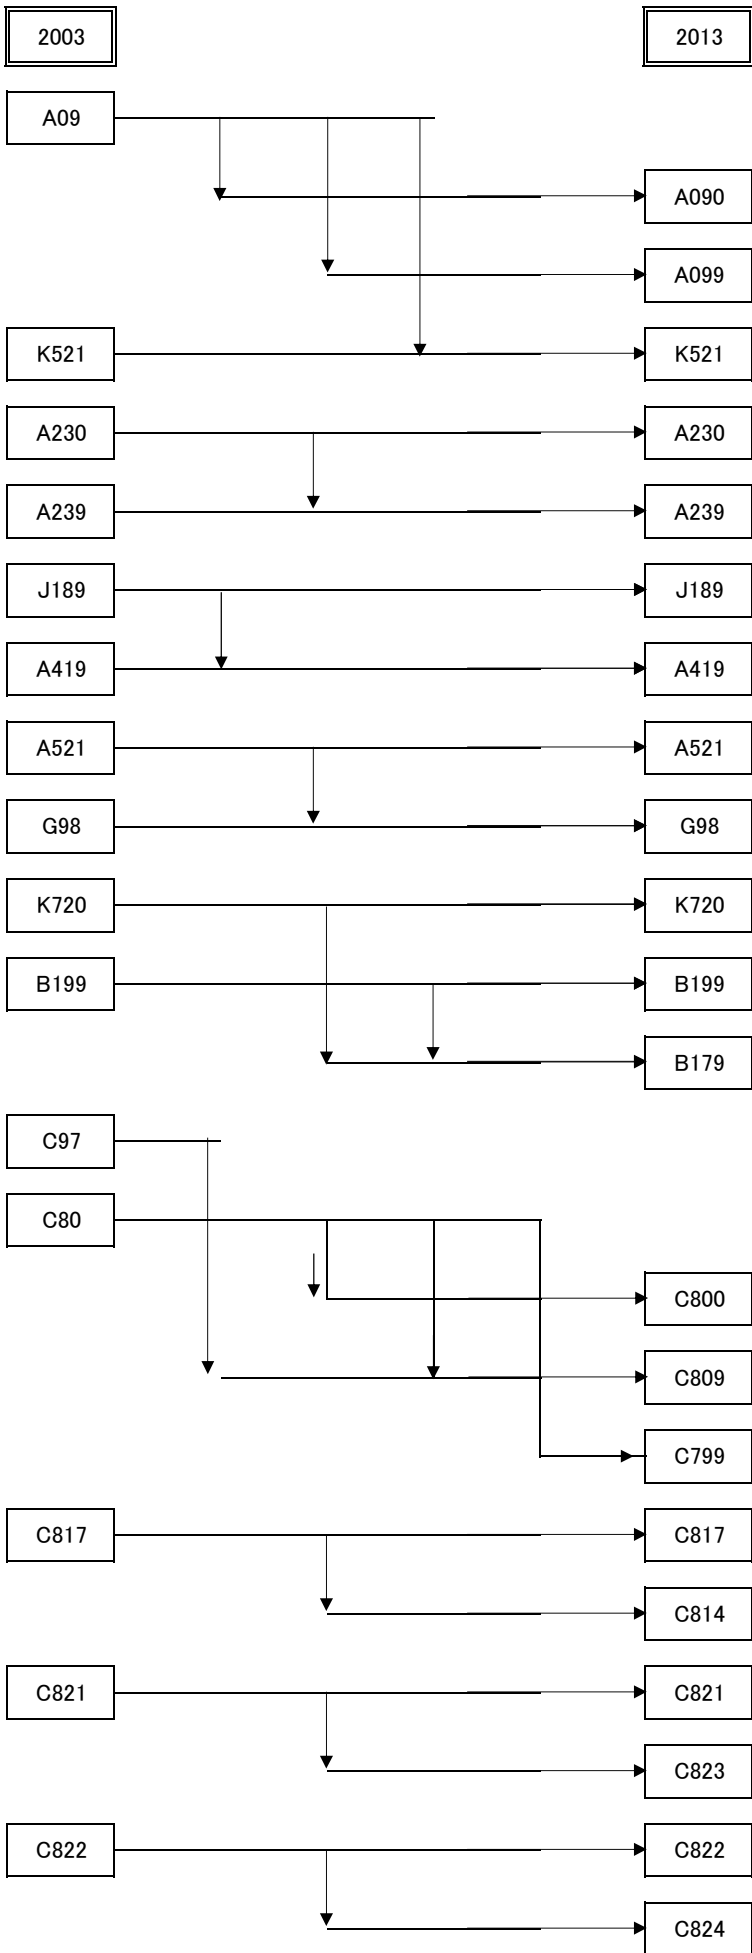 2003 2013
A09
A090
A099
K521 K521
A230 A230
A239 A239
J189 J189
A419 A419
A521 A521
G98 G98
K720 K720
B199 B199
B179
C97
C80
C800
C809
C799
C817 C817
C814
C821 C821
C823
C822 C822
C824